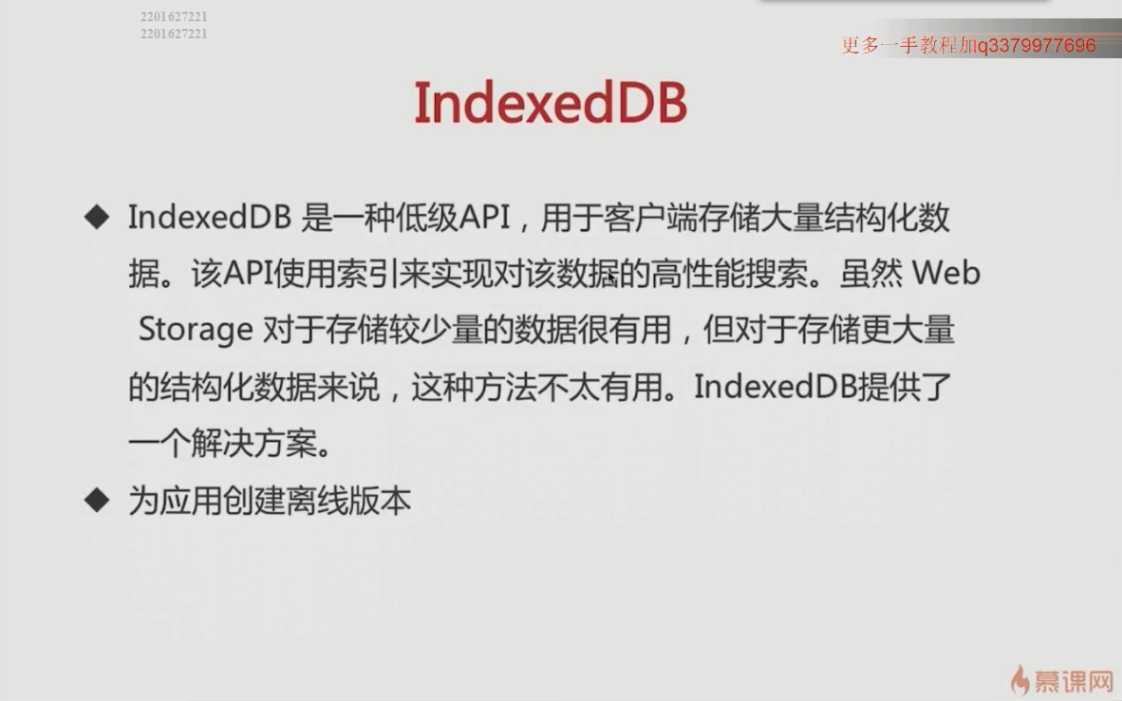 2201627221
2201627221
更多一手教程加q3379977696
IndexedDB
◆ IndexedDB 是一种低级API，用于客户端存储大量结构化数
据。该API使用索引来实现对该数据的高性能搜索。虽然 Web
Storage 对于存储较少量的数据很有用，但对于存储更大量
的结构化数据来说，这种方法不太有用。IndexedDB提供了
一个解决方案。
◆ 为应用创建离线版本
慕课网